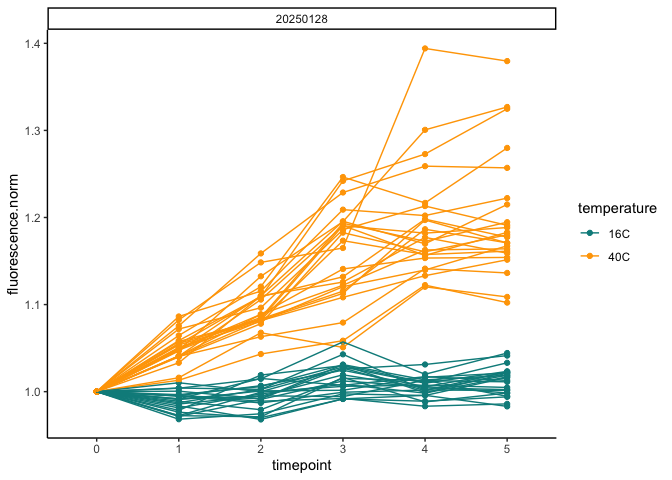 20250128
fluorescence.norm
1.4
1.3
1.2
1.1
1.0
0 1 2 3 4 5
timepoint
temperature
16C
40C